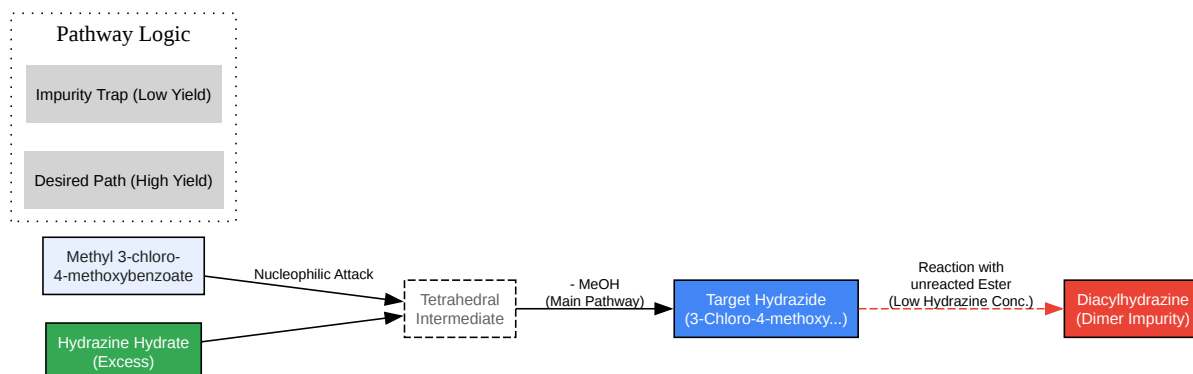 Pathway Logic
Impurity Trap (Low Yield)
Desired Path (High Yield)
Methyl 3-chloro-
4-methoxybenzoate
Hydrazine Hydrate
(Excess)
Nucleophilic Attack
Tetrahedral
Intermediate
- MeOH
(Main Pathway)
Target Hydrazide
(3-Chloro-4-methoxy...)
Reaction with
unreacted Ester
(Low Hydrazine Conc.)
Diacylhydrazine
(Dimer Impurity)